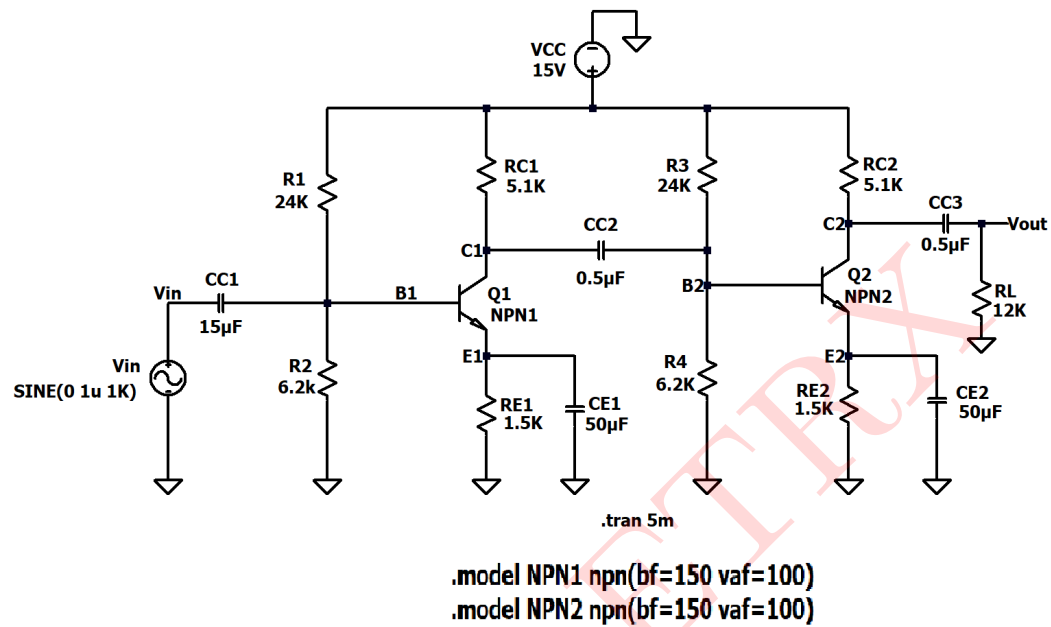 VCC
15V
R1
24K
RC1
5.1K
R3
24K
RC2
5.1K
CC3
0.5µF
Vout
C1
CC2
0.5µF
C2
Vin
CC1
15µF
B1
Q1
NPN1
B2
Q2
NPN2
RL
12K
Vin
SINE(0 1u 1K)
R2
6.2k
E1
RE1
1.5K
CE1
50µF
R4
6.2K
E2
RE2
1.5K
CE2
50µF
.tran 5m
.model NPN1 npn(bf=150 vaf=100)
.model NPN2 npn(bf=150 vaf=100)
ETRX